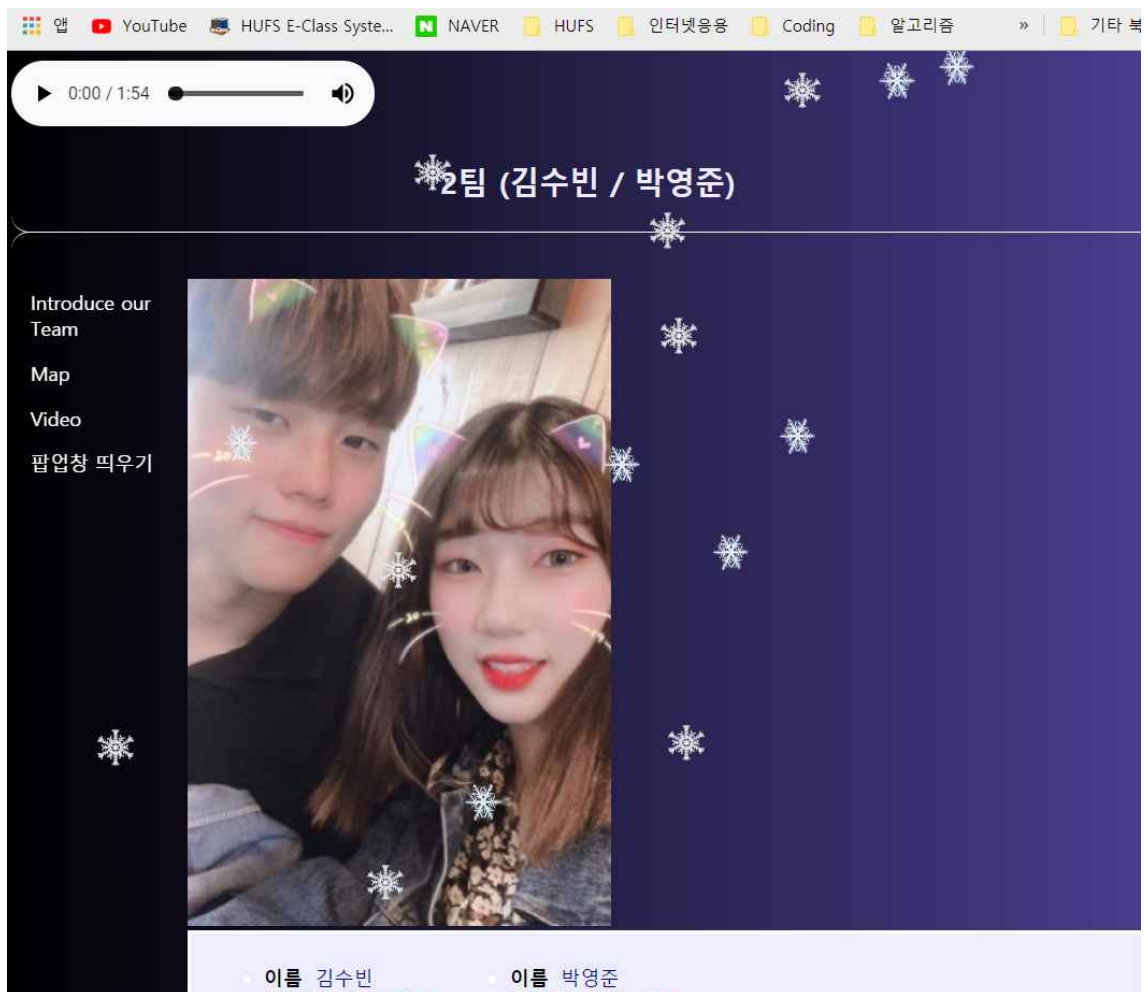 앱 YouTube HUFS E-Class Syste... NAVER HUFS 인터넷응용 Coding 알고리즘 » 기타 북
0:00 / 1:54
2팀 (김수빈 / 박영준)
Introduce our
Team
Map
Video
팝업창 띄우기
이름 김수빈 이름 박영준